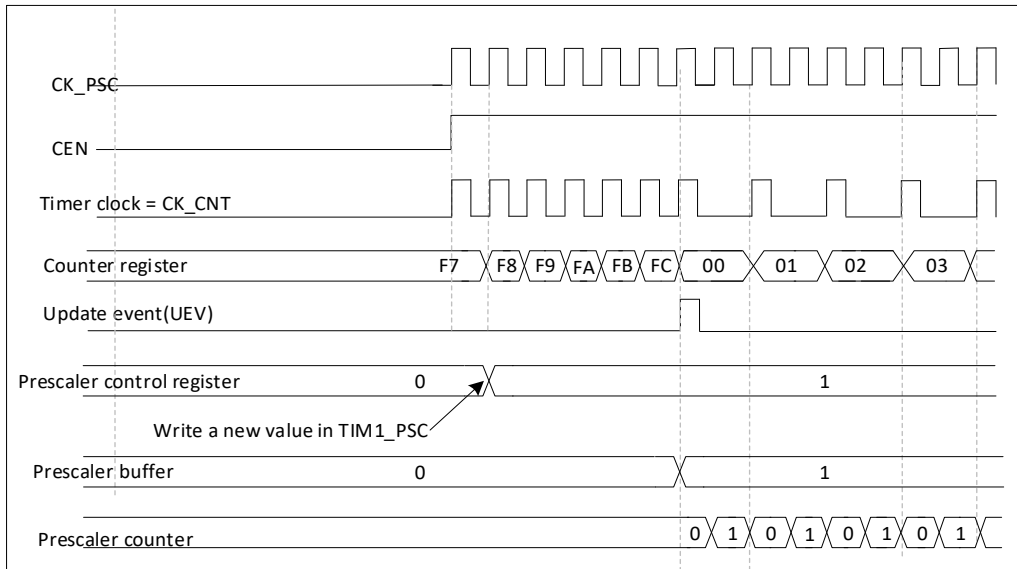 CK_PSC
CEN
Timer clock = CK_CNT
Counter register F7 F8 F9 FA FB FC 00 01 02 03
Update event(UEV)
Prescaler control register 0 1
Write a new value in TIM1_PSC
Prescaler buffer 0 1
Prescaler counter 0 1 0 1 0 1 0 1